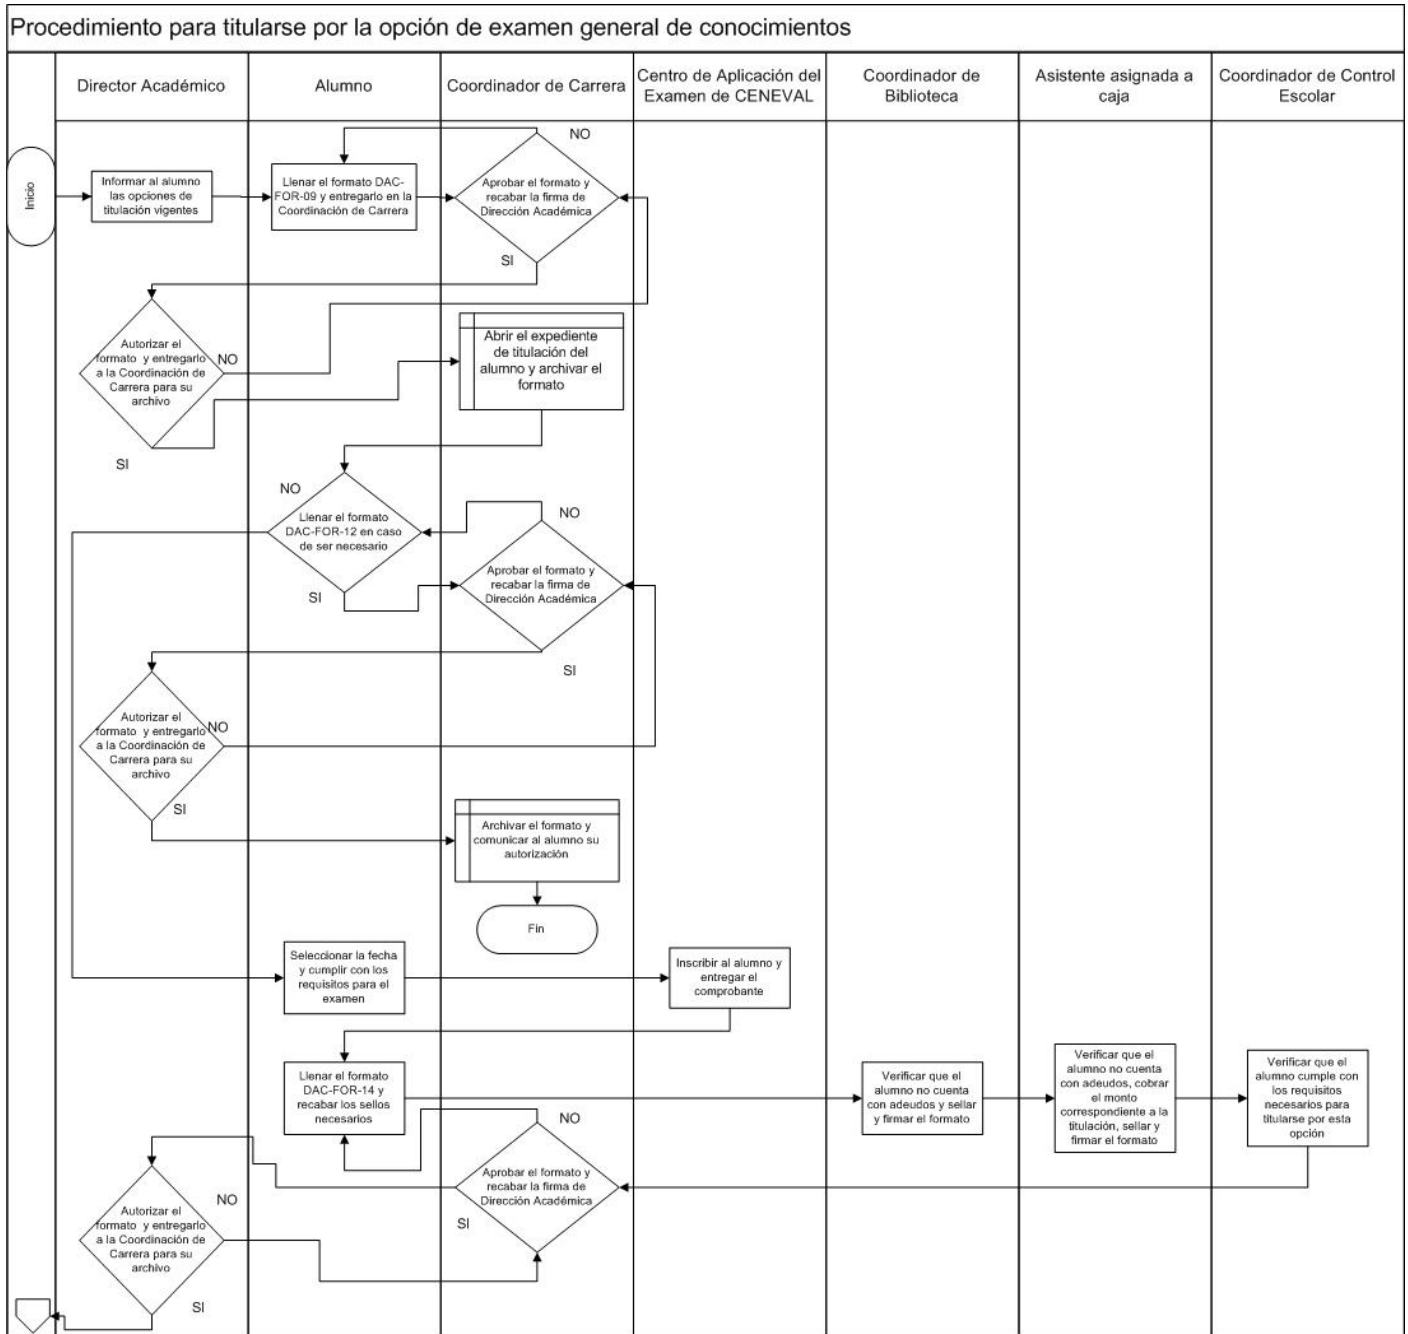 Procedimiento para titularse por la opción de examen general de conocimientos
Director Académico
Alumno
Coordinador de Carrera
Centro de Aplicación del
Examen de CENEVAL
Coordinador de
Biblioteca
Asistente asignada a
caja
Coordinador de Control
Escolar
Inicio
Informar al alumno
las opciones de
titulación vigentes
Llenar el formato DAC-
FOR-09 y entregarlo en la
Coordinación de Carrera
NO
Aprobar el formato y
recabar la firma de
Dirección Académica
SI
Autorizar el
formato y entregarlo
a la Coordinación de
Carrera para su
archivo
NO
SI
Abrir el expediente
de titulación del
alumno y archivar el
formato
NO
Llenar el formato
DAC-FOR-12 en caso
de ser necesario
SI
NO
Aprobar el formato y
recabar la firma de
Dirección Académica
SI
Autorizar el
formato y entregarlo
a la Coordinación de
Carrera para su
archivo
NO
SI
Archivar el formato y
comunicar al alumno su
autorización
Fin
Seleccionar la fecha
y cumplir con los
requisitos para el
examen
Inscribir al alumno y
entregar el
comprobante
Llenar el formato
DAC-FOR-14 y
recabar los sellos
necesarios
Verificar que el
alumno no cuenta
con adeudos y sellar
y firmar el formato
Verificar que el
alumno no cuenta
con adeudos, cobrar
el monto
correspondiente a la
titulación, sellar y
firmar el formato
Verificar que el
alumno cumple con
los requisitos
necesarios para
titularse por esta
opción
NO
Aprobar el formato y
recabar la firma de
Dirección Académica
SI
Autorizar el
formato y entregarlo
a la Coordinación de
Carrera para su
archivo
NO
SI